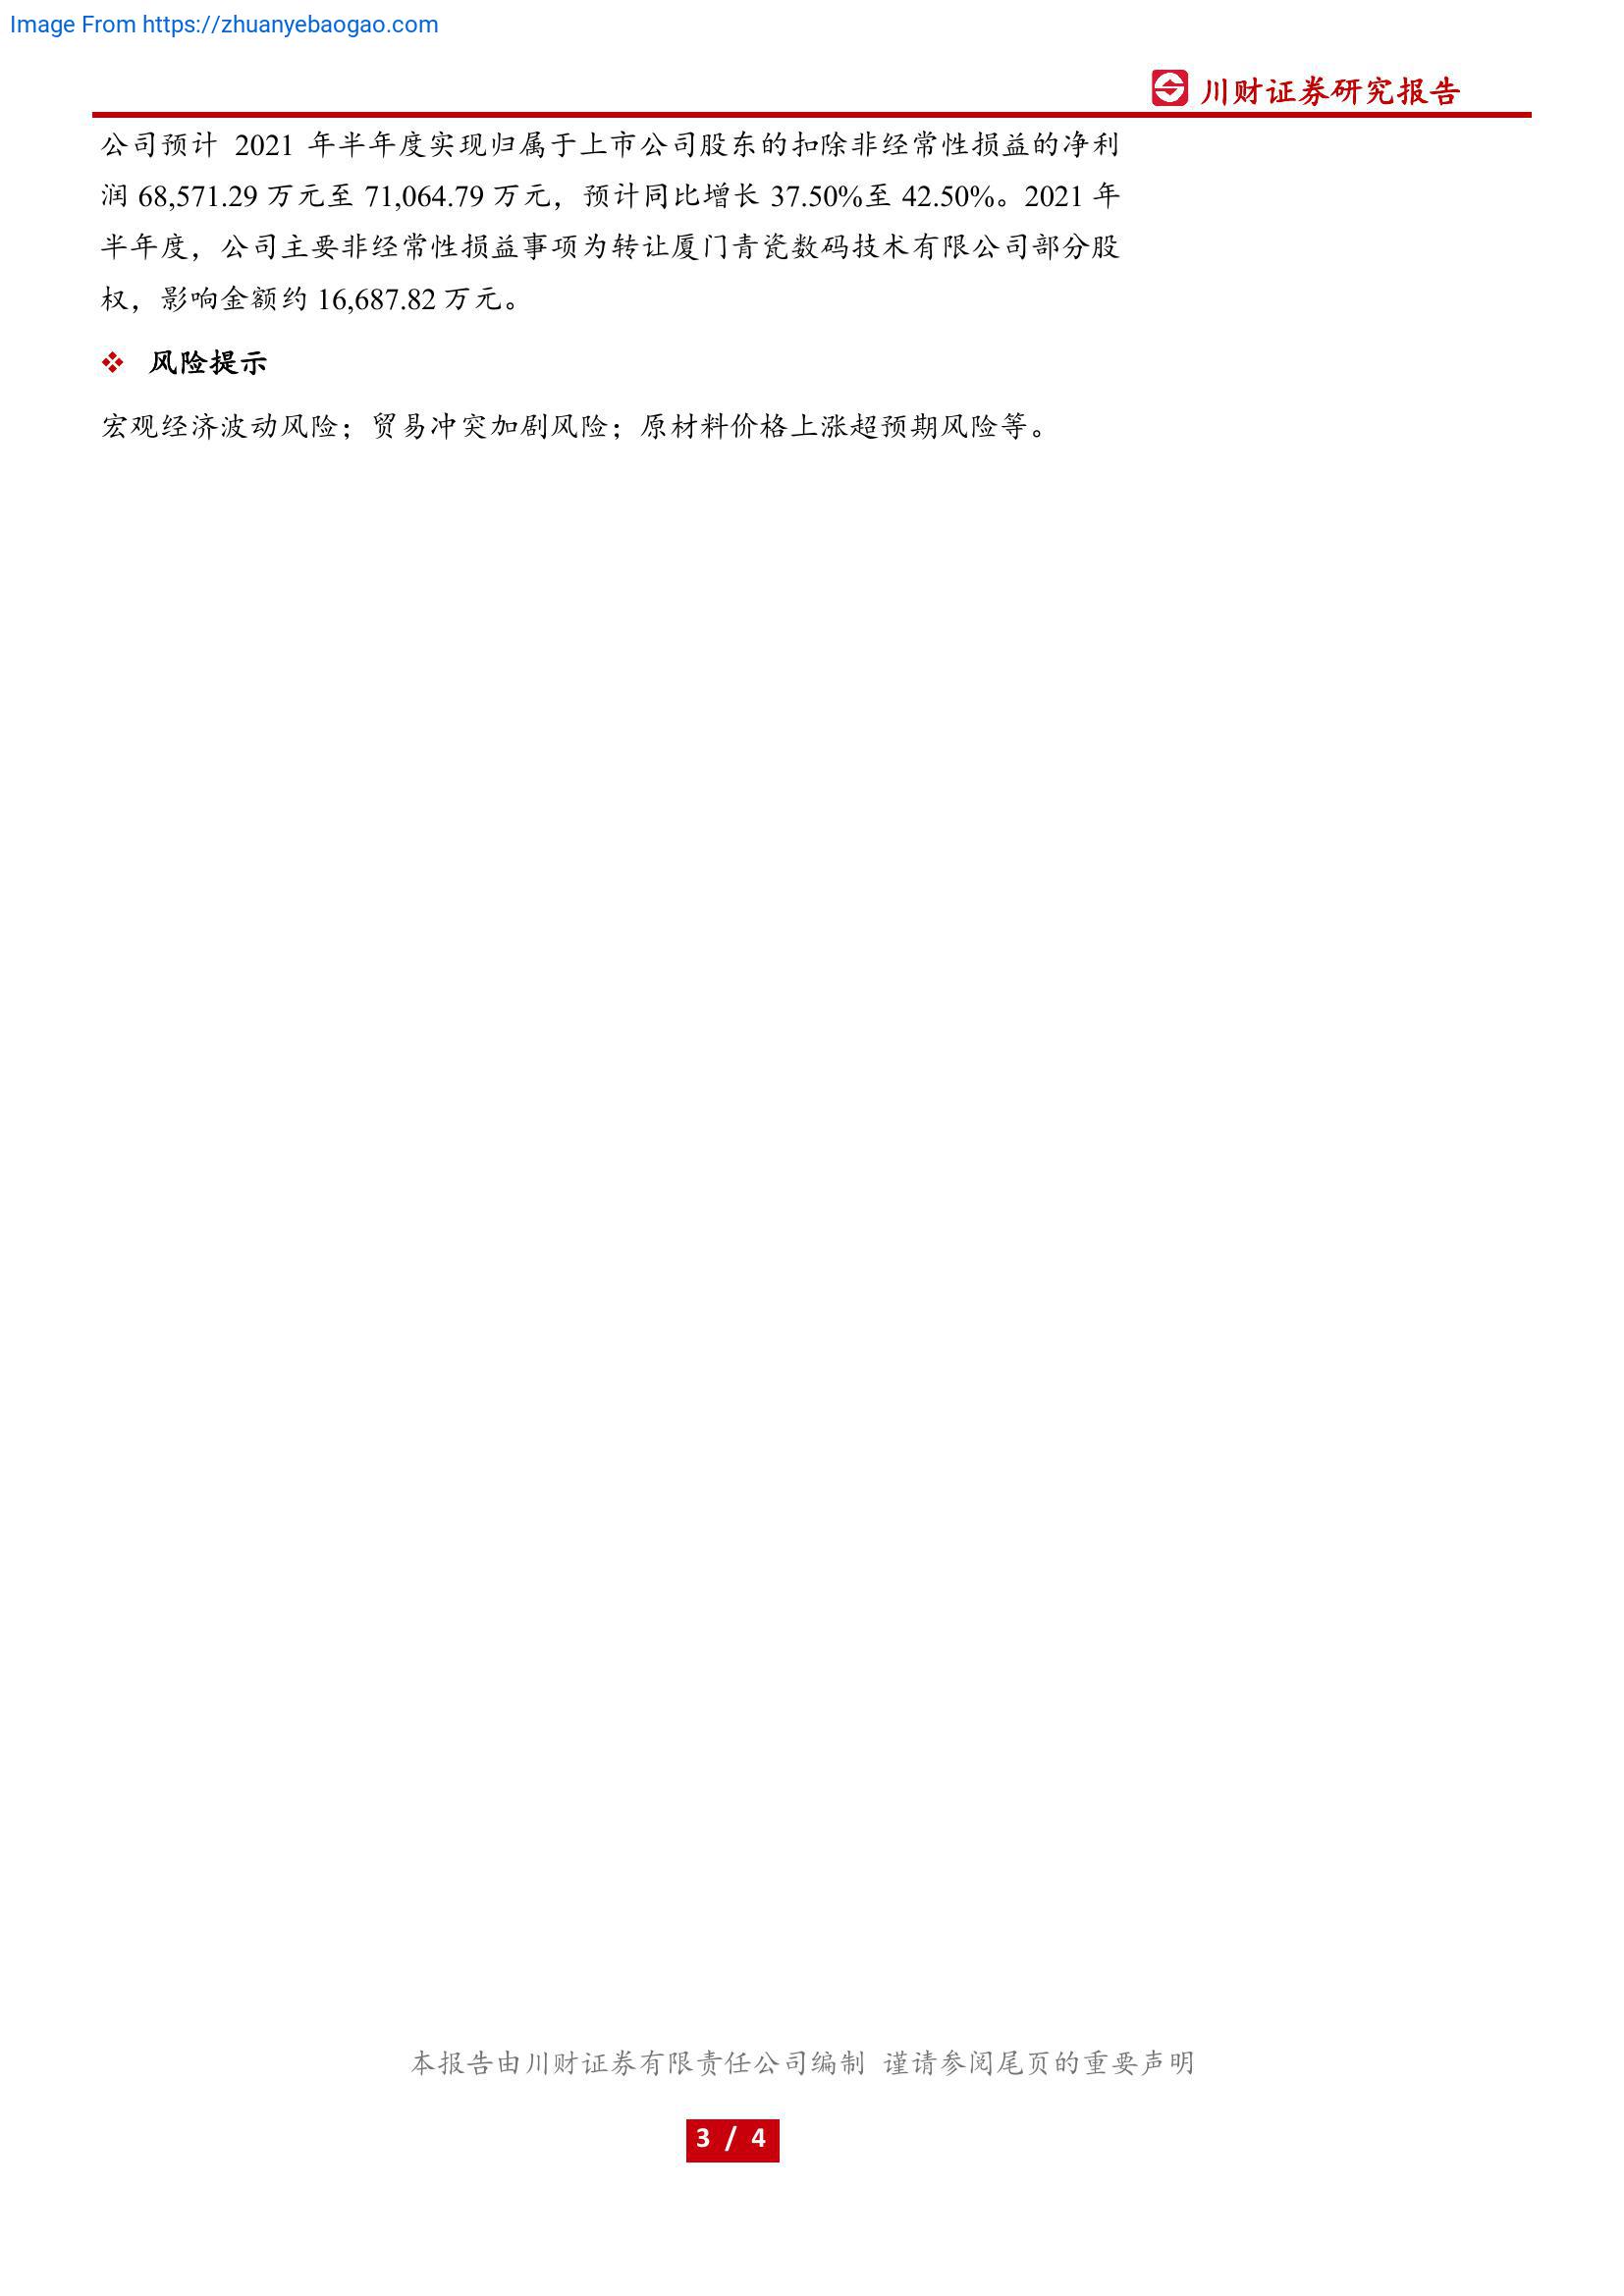 Image From https://zhuanyebaogao.com
川财证券研究报告
公司预计 2021 年半年度实现归属于上市公司股东的扣除非经常性损益的净利
润 68,571.29 万元至 71,064.79 万元，预计同比增长 37.50%至 42.50%。2021 年
半年度，公司主要非经常性损益事项为转让厦门青瓷数码技术有限公司部分股
权，影响金额约 16,687.82 万元。
❖ 风险提示
宏观经济波动风险；贸易冲突加剧风险；原材料价格上涨超预期风险等。
本报告由川财证券有限责任公司编制 谨请参阅尾页的重要声明
3 / 4